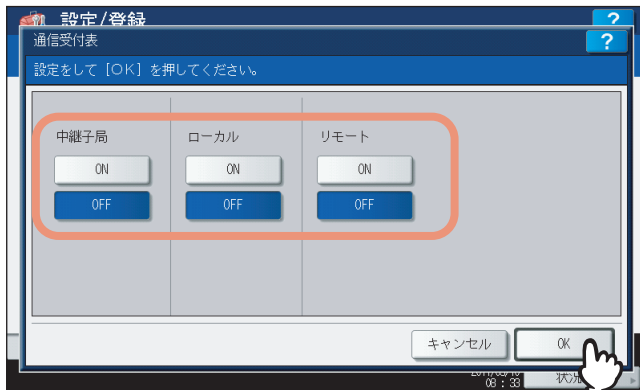 設定/登録 ?
通信受付表 ?
設定をして［OK］を押してください。
中継子局 ローカル リモート
ON ON ON
OFF OFF OFF
キャンセル OK
08：33 状況